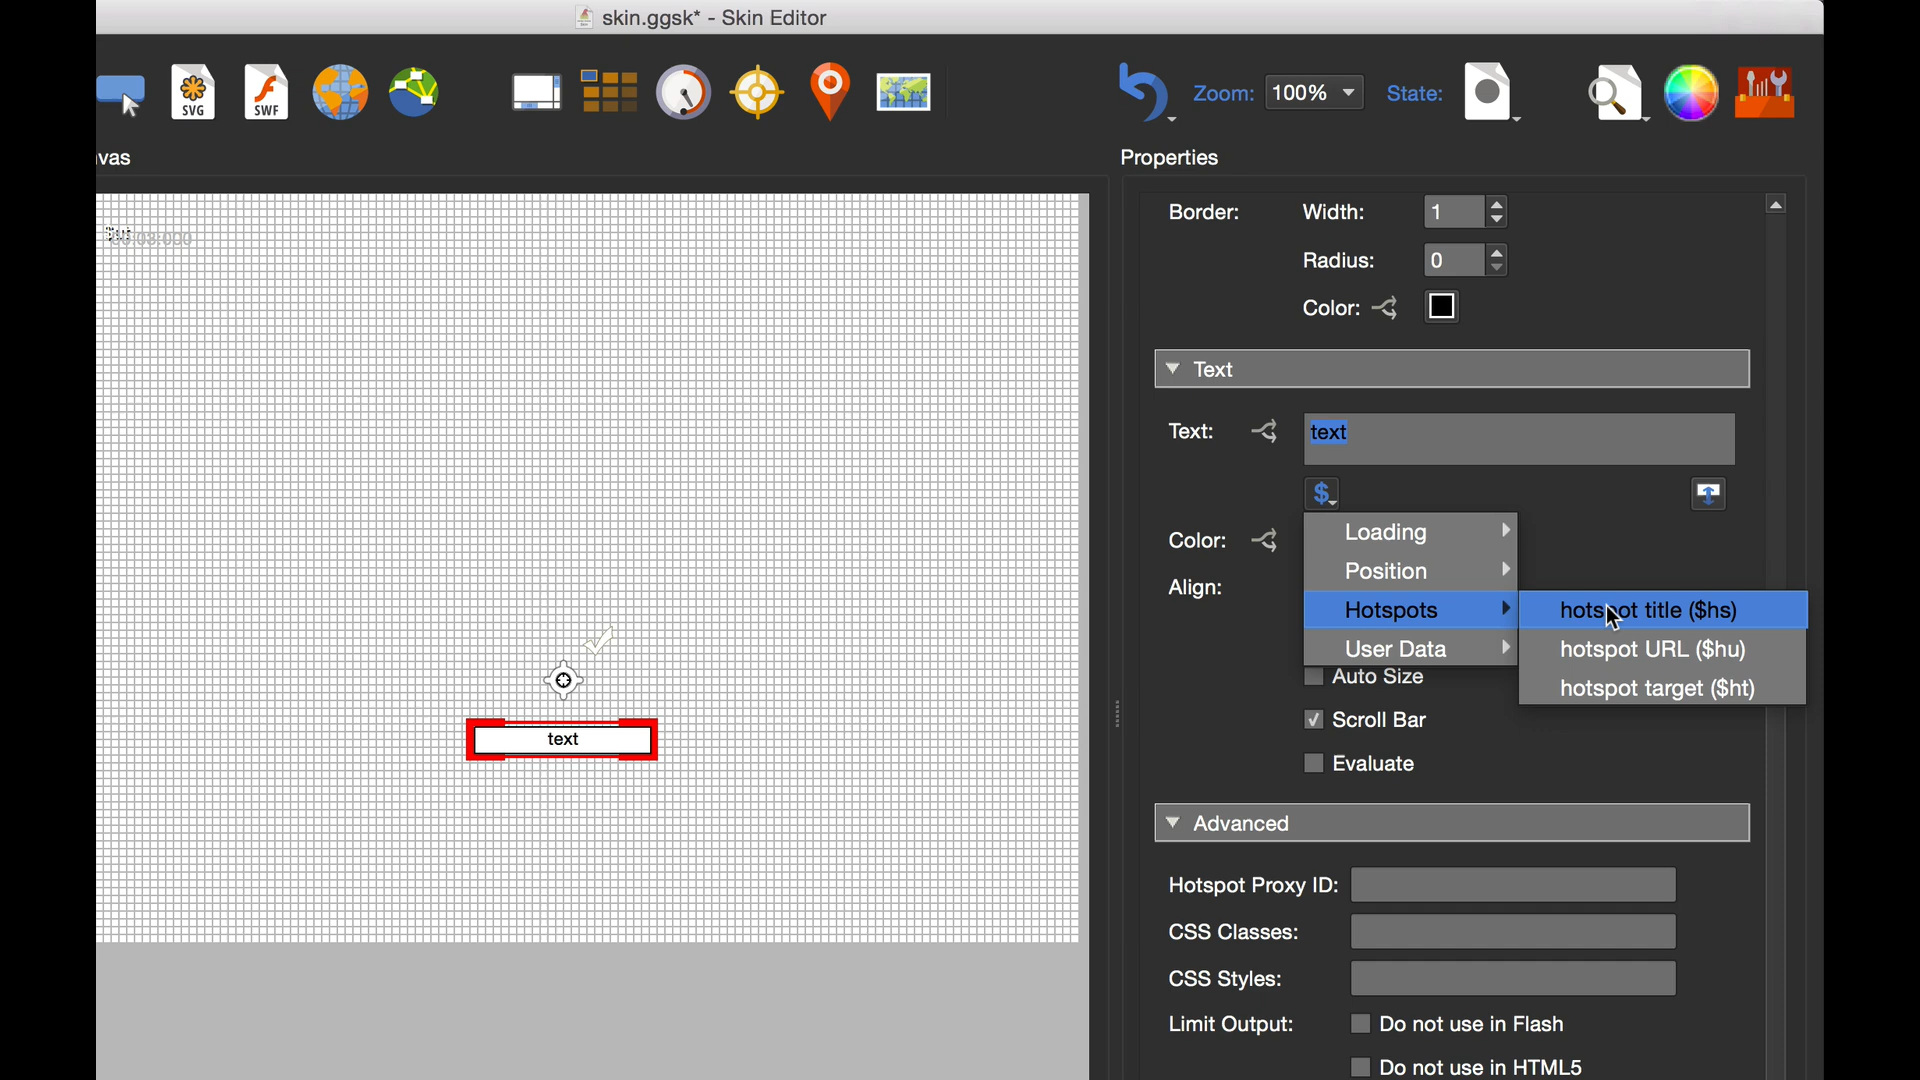 skin.ggsk* - Skin Editor
SVG
SWF
Zoom:
100%
State:
vas
Properties
:03:000
Border:
Width:
1
Radius:
0
Color:
Text
Text:
text
$
Color:
Align:
Loading
Position
Hotspots
User Data
hotspot title ($hs)
hotspot URL ($hu)
hotspot target ($ht)
Auto Size
Scroll Bar
Evaluate
text
Advanced
Hotspot Proxy ID:
CSS Classes:
CSS Styles:
Limit Output:
Do not use in Flash
Do not use in HTML5